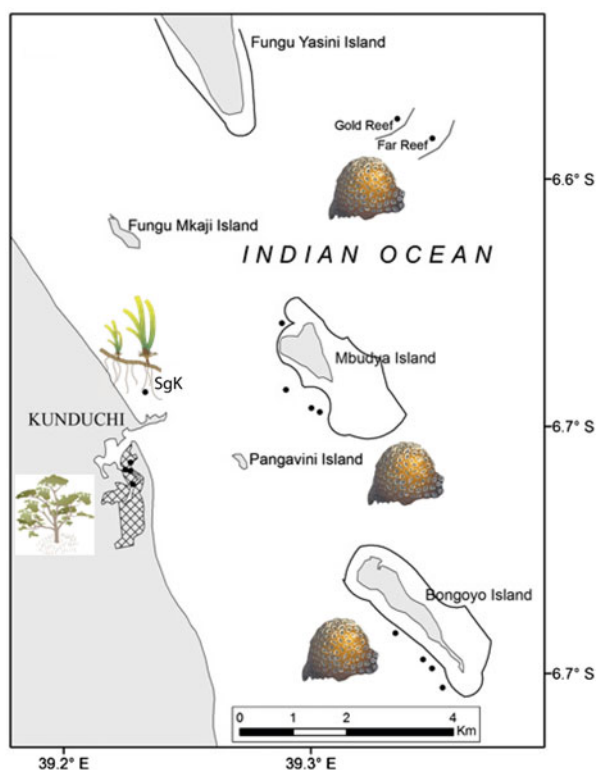 Fungu Yasini Island
Gold Reef
Far Reef
6.6° S
Fungu Mkaji Island
INDIAN OCEAN
Mbudya Island
SgK
KUNDUCHI
6.7° S
Pangavini Island
Bongoyo Island
6.7° S
0 1 2 4
Km
39.2° E 39.3° E